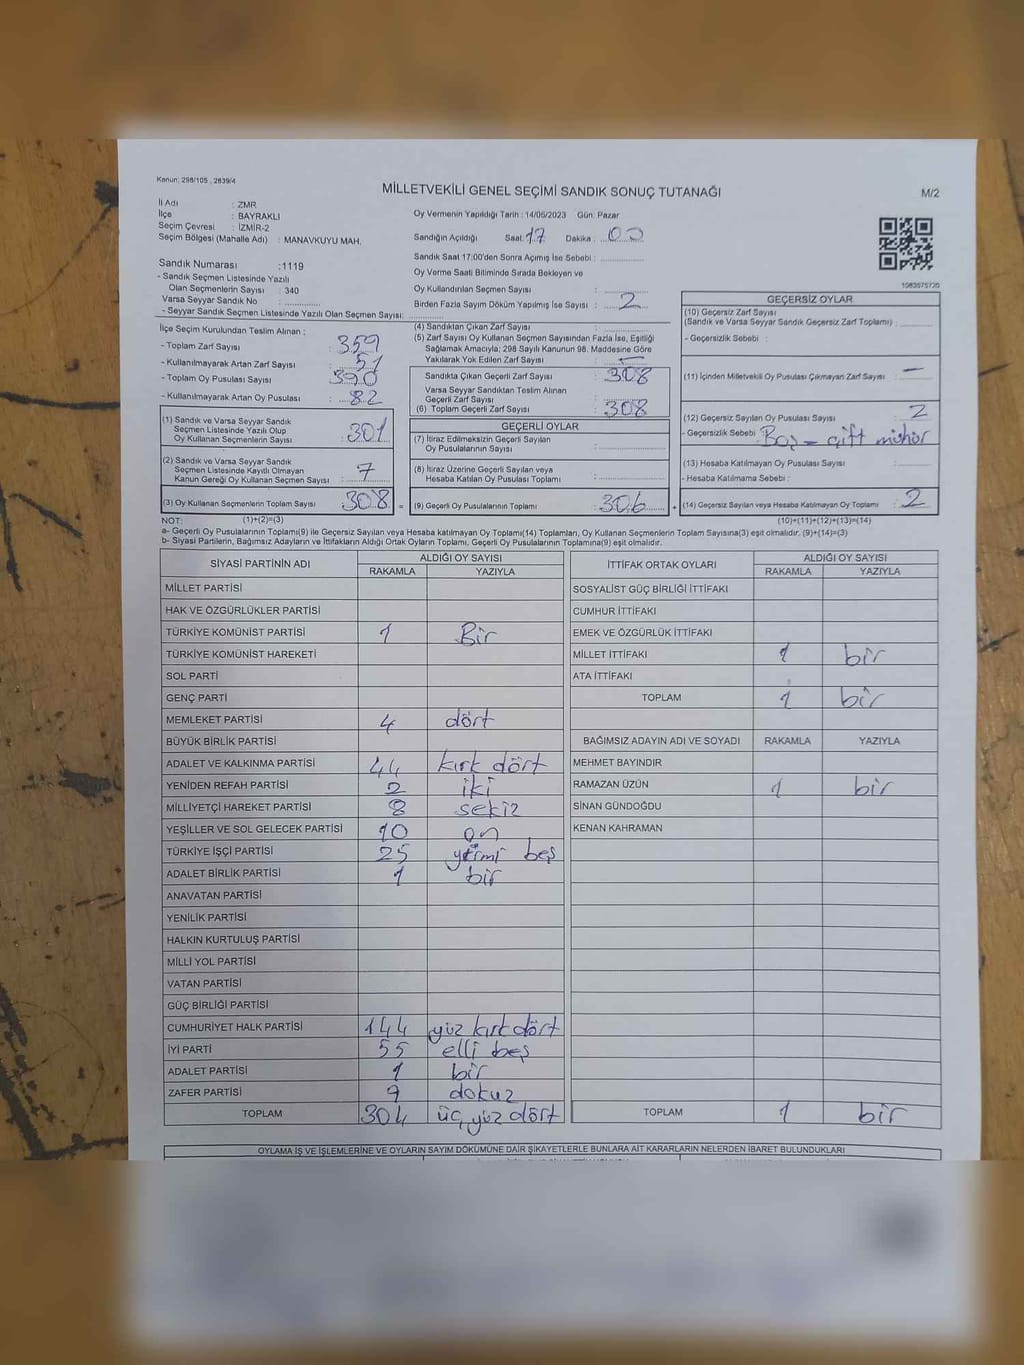 Kanun: 298/105 , 2839/4
MİLLETVEKİLİ GENEL SEÇİMİ SANDIK SONUÇ TUTANAĞI
M/2
İl Adı : ZMR
İlçe : BAYRAKLI
Seçim Çevresi : İZMİR-2
Seçim Bölgesi (Mahalle Adı) : MANAVKUYU MAH.
Oy Vermenin Yapıldığı Tarih : 14/05/2023 Gün: Pazar
Sandığın Açıldığı Saat: 17 Dakika : 00
Sandık Saat 17:00'den Sonra Açımış İse Sebebi :
Oy Verme Saati Bitiminde Sırada Bekleyen ve
Oy Kullandırılan Seçmen Sayısı :
Birden Fazla Sayım Döküm Yapılmış İse Sayısı : 2
Sandık Numarası :1119
- Sandık Seçmen Listesinde Yazılı
Olan Seçmenlerin Sayısı : 340
Varsa Seyyar Sandık No :
- Seyyar Sandık Seçmen Listesinde Yazılı Olan Seçmen Sayısı:
İlçe Seçim Kurulundan Teslim Alınan :
- Toplam Zarf Sayısı : 359
- Kullanılmayarak Artan Zarf Sayısı : 51
- Toplam Oy Pusulası Sayısı : 390
- Kullanılmayarak Artan Oy Pusulası : 82
(1) Sandık ve Varsa Seyyar Sandık
Seçmen Listesinde Yazılı Olup
Oy Kullanan Seçmenlerin Sayısı : 301
(2) Sandık ve Varsa Seyyar Sandık
Seçmen Listesinde Kayıtlı Olmayan
Kanun Gereği Oy Kullanan Seçmen Sayısı : 7
(3) Oy Kullanan Seçmenlerin Toplam Sayısı : 308
(4) Sandıktan Çıkan Zarf Sayısı :
(5) Zarf Sayısı Oy Kullanan Seçmen Sayısından Fazla İse, Eşitliği
Sağlamak Amacıyla; 298 Sayılı Kanunun 98. Maddesine Göre
Yakılarak Yok Edilen Zarf Sayısı : —
Sandıkta Çıkan Geçerli Zarf Sayısı : 308
Varsa Seyyar Sandıktan Teslim Alınan
Geçerli Zarf Sayısı :
(6) Toplam Geçerli Zarf Sayısı : 308
GEÇERLİ OYLAR
(7) İtiraz Edilmeksizin Geçerli Sayılan
Oy Pusulalarının Sayısı :
(8) İtiraz Üzerine Geçerli Sayılan veya
Hesaba Katılan Oy Pusulası Toplamı :
= (9) Geçerli Oy Pusulalarının Toplamı : 306
1083575720
GEÇERSİZ OYLAR
(10) Geçersiz Zarf Sayısı
(Sandık ve Varsa Seyyar Sandık Geçersiz Zarf Toplamı) :
- Geçersizlik Sebebi :
(11) İçinden Milletvekili Oy Pusulası Çıkmayan Zarf Sayısı : —
(12) Geçersiz Sayılan Oy Pusulası Sayısı : 2
- Geçersizlik Sebebi : Boş - çift mühür
(13) Hesaba Katılmayan Oy Pusulası Sayısı :
- Hesaba Katılmama Sebebi :
+ (14) Geçersiz Sayılan veya Hesaba Katılmayan Oy Toplamı : 2
NOT: (1)+(2)=(3) (10)+(11)+(12)+(13)=(14)
a- Geçerli Oy Pusulalarının Toplamı(9) ile Geçersiz Sayılan veya Hesaba katılmayan Oy Toplamı(14) Toplamları, Oy Kullanan Seçmenlerin Toplam Sayısına(3) eşit olmalıdır. (9)+(14)=(3)
b- Siyasi Partilerin, Bağımsız Adayların ve İttifakların Aldığı Oyların Toplamı, Geçerli Oy Pusulalarının Toplamına(9) eşit olmalıdır.
SİYASİ PARTİNİN ADI ALDIĞI OY SAYISI
RAKAMLA YAZIYLA
MİLLET PARTİSİ
HAK VE ÖZGÜRLÜKLER PARTİSİ
TÜRKİYE KOMÜNİST PARTİSİ 1 Bir
TÜRKİYE KOMÜNİST HAREKETİ
SOL PARTİ
GENÇ PARTİ
MEMLEKET PARTİSİ 4 dört
BÜYÜK BİRLİK PARTİSİ
ADALET VE KALKINMA PARTİSİ 44 kırk dört
YENİDEN REFAH PARTİSİ 2 iki
MİLLİYETÇİ HAREKET PARTİSİ 8 sekiz
YEŞİLLER VE SOL GELECEK PARTİSİ 10 on
TÜRKİYE İŞÇİ PARTİSİ 25 yirmi beş
ADALET BİRLİK PARTİSİ 1 bir
ANAVATAN PARTİSİ
YENİLİK PARTİSİ
HALKIN KURTULUŞ PARTİSİ
MİLLİ YOL PARTİSİ
VATAN PARTİSİ
GÜÇ BİRLİĞİ PARTİSİ
CUMHURİYET HALK PARTİSİ 144 yüz kırk dört
İYİ PARTİ 55 elli beş
ADALET PARTİSİ 1 bir
ZAFER PARTİSİ 9 dokuz
TOPLAM 304 üç yüz dört
İTTİFAK ORTAK OYLARI ALDIĞI OY SAYISI
RAKAMLA YAZIYLA
SOSYALİST GÜÇ BİRLİĞİ İTTİFAKI
CUMHUR İTTİFAKI
EMEK VE ÖZGÜRLÜK İTTİFAKI
MİLLET İTTİFAKI 1 bir
ATA İTTİFAKI
TOPLAM 1 bir
BAĞIMSIZ ADAYIN ADI VE SOYADI RAKAMLA YAZIYLA
MEHMET BAYINDIR
RAMAZAN ÜZÜN 1 bir
SİNAN GÜNDOĞDU
KENAN KAHRAMAN
TOPLAM 1 bir
OYLAMA İŞ VE İŞLEMLERİNE VE OYLARIN SAYIM DÖKÜMÜNE DAİR ŞİKAYETLERLE BUNLARA AİT KARARLARIN NELERDEN İBARET BULUNDUKLARI